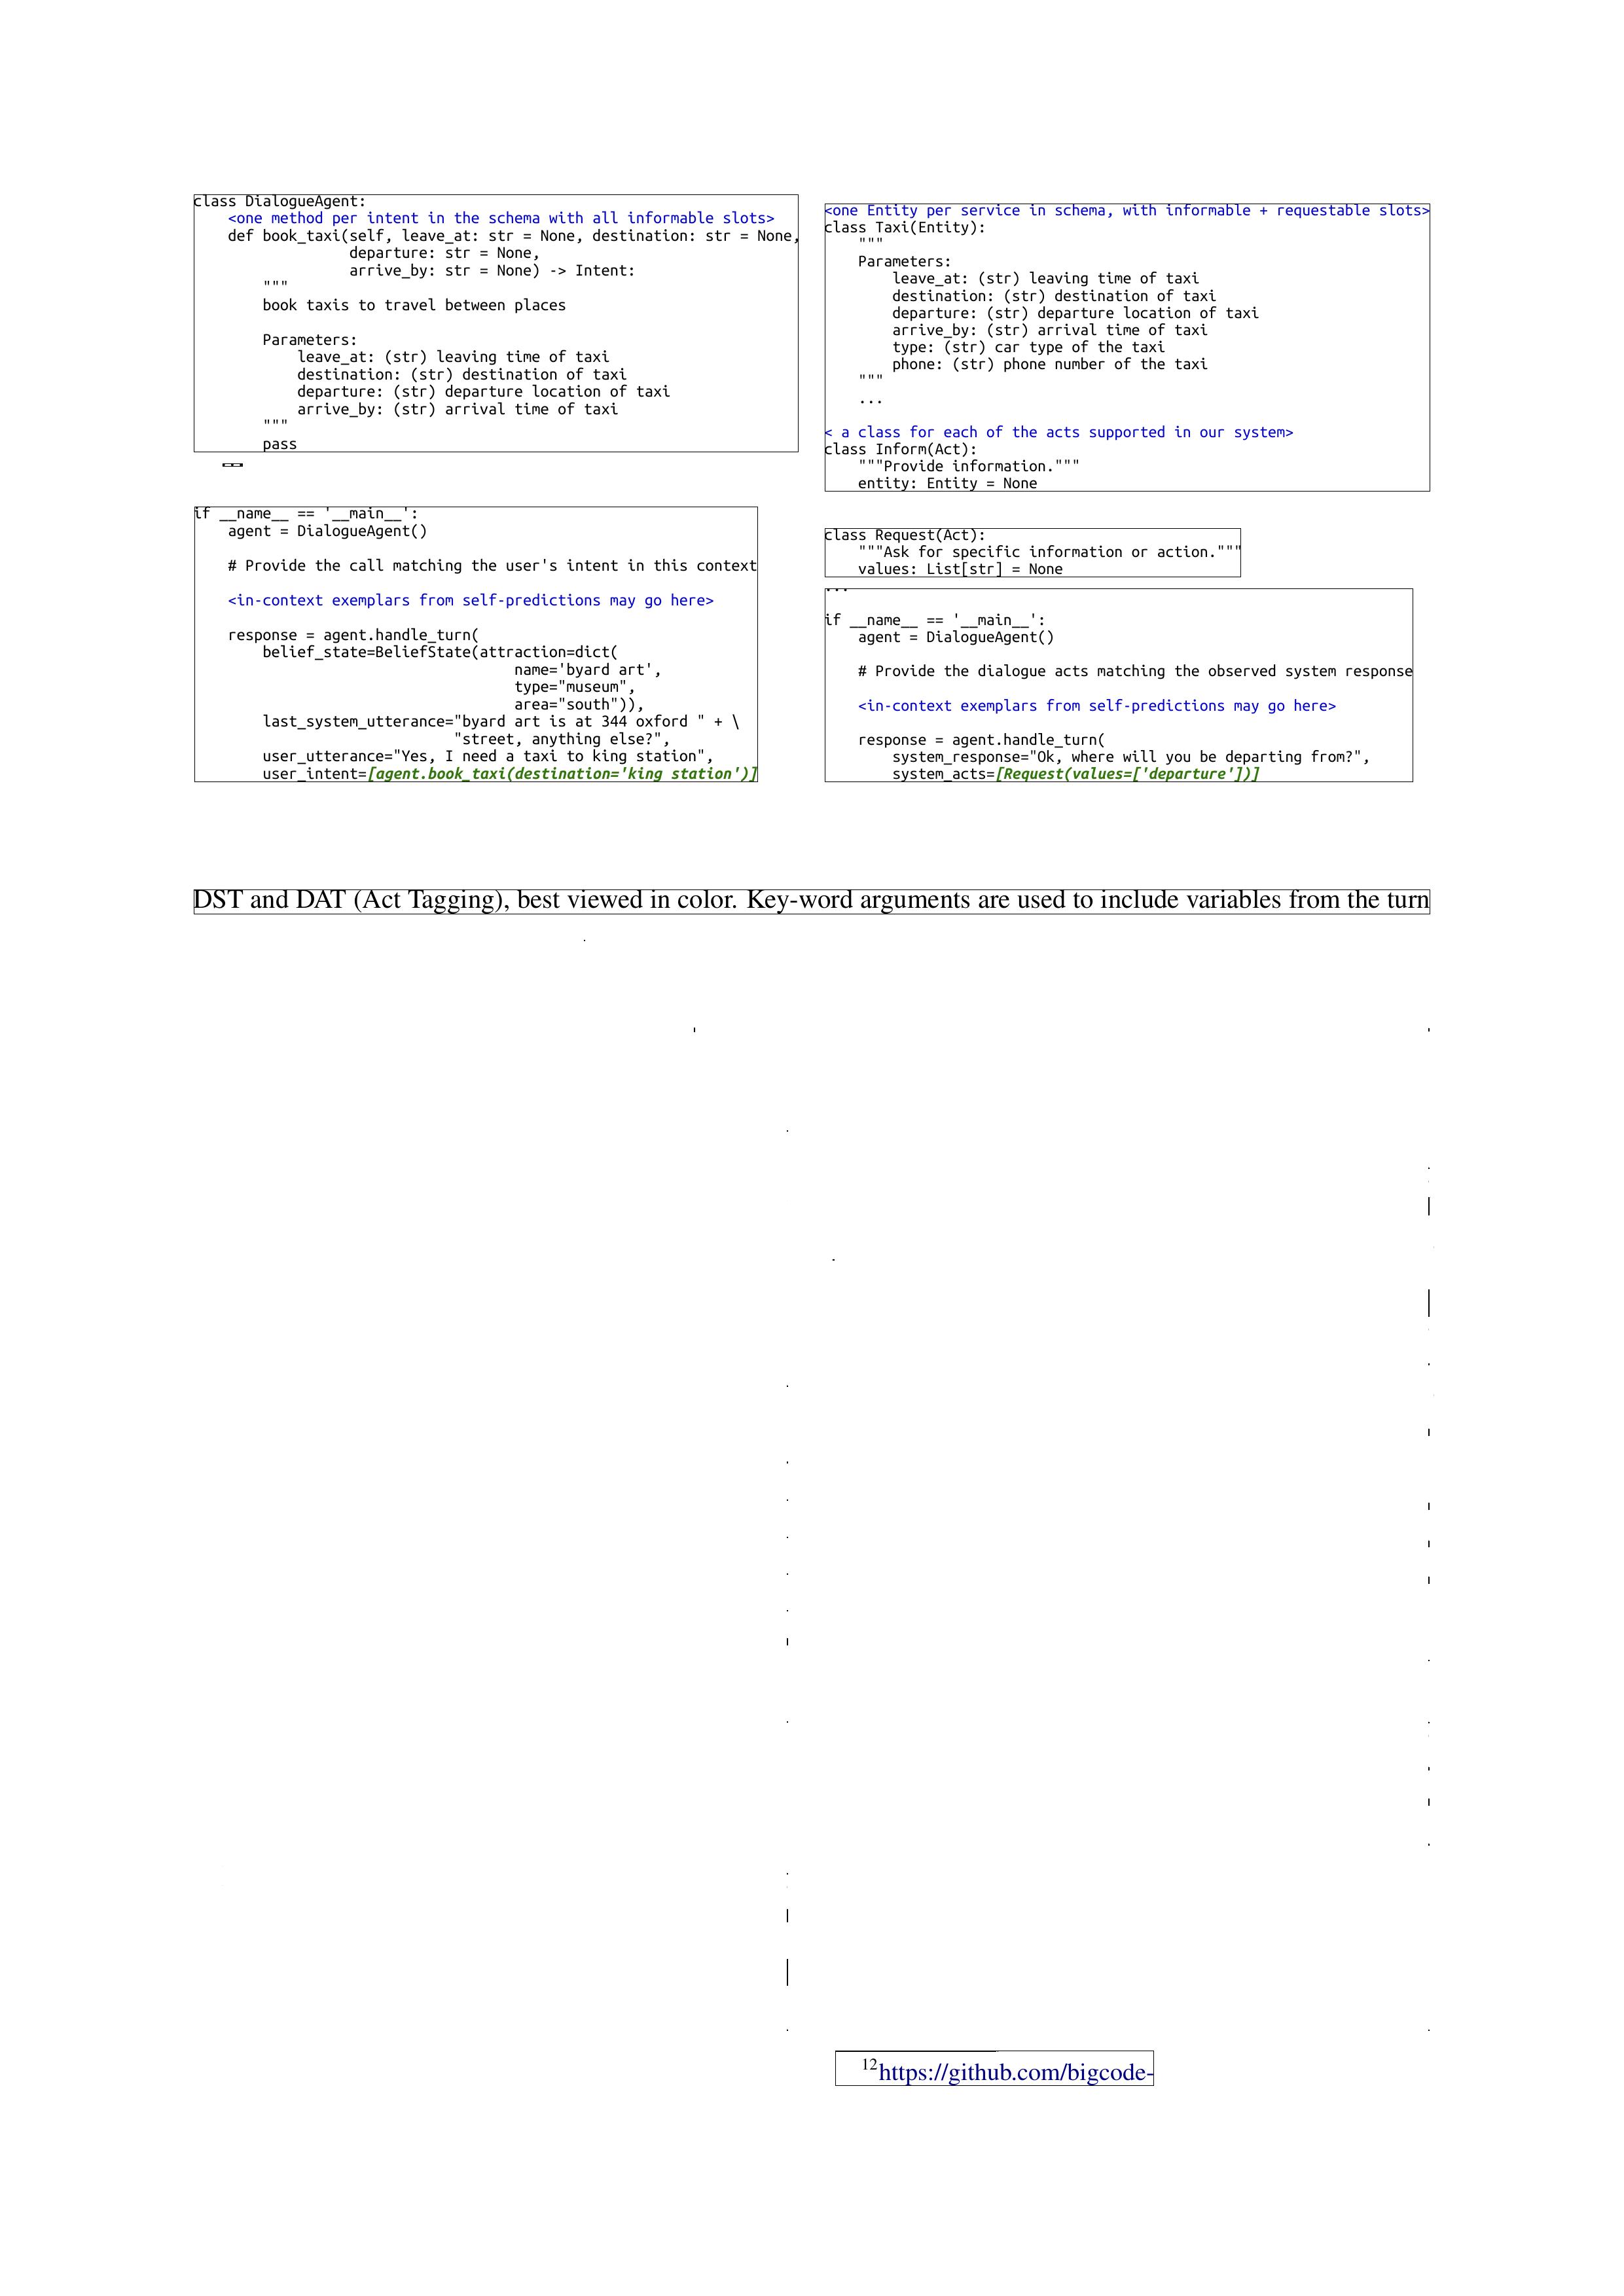 class DialogueAgent:
    <one method per intent in the schema with all informable slots>
    def book_taxi(self, leave_at: str = None, destination: str = None,
                  departure: str = None,
                  arrive_by: str = None) -> Intent:
        """
        book taxis to travel between places

        Parameters:
            leave_at: (str) leaving time of taxi
            destination: (str) destination of taxi
            departure: (str) departure location of taxi
            arrive_by: (str) arrival time of taxi
        """
        pass

if __name__ == '__main__':
    agent = DialogueAgent()

    # Provide the call matching the user's intent in this context

    <in-context exemplars from self-predictions may go here>

    response = agent.handle_turn(
        belief_state=BeliefState(attraction=dict(
                                     name='byard art',
                                     type="museum",
                                     area="south")),
        last_system_utterance="byard art is at 344 oxford " + \
                              "street, anything else?",
        user_utterance="Yes, I need a taxi to king station",
        user_intent=[agent.book_taxi(destination='king station')]

<one Entity per service in schema, with informable + requestable slots>
class Taxi(Entity):
    """
    Parameters:
        leave_at: (str) leaving time of taxi
        destination: (str) destination of taxi
        departure: (str) departure location of taxi
        arrive_by: (str) arrival time of taxi
        type: (str) car type of the taxi
        phone: (str) phone number of the taxi
    """
    ...

< a class for each of the acts supported in our system>
class Inform(Act):
    """Provide information."""
    entity: Entity = None

class Request(Act):
    """Ask for specific information or action."""
    values: List[str] = None
...

if __name__ == '__main__':
    agent = DialogueAgent()

    # Provide the dialogue acts matching the observed system response

    <in-context exemplars from self-predictions may go here>

    response = agent.handle_turn(
        system_response="Ok, where will you be departing from?",
        system_acts=[Request(values=['departure'])]

DST and DAT (Act Tagging), best viewed in color. Key-word arguments are used to include variables from the turn
12https://github.com/bigcode-